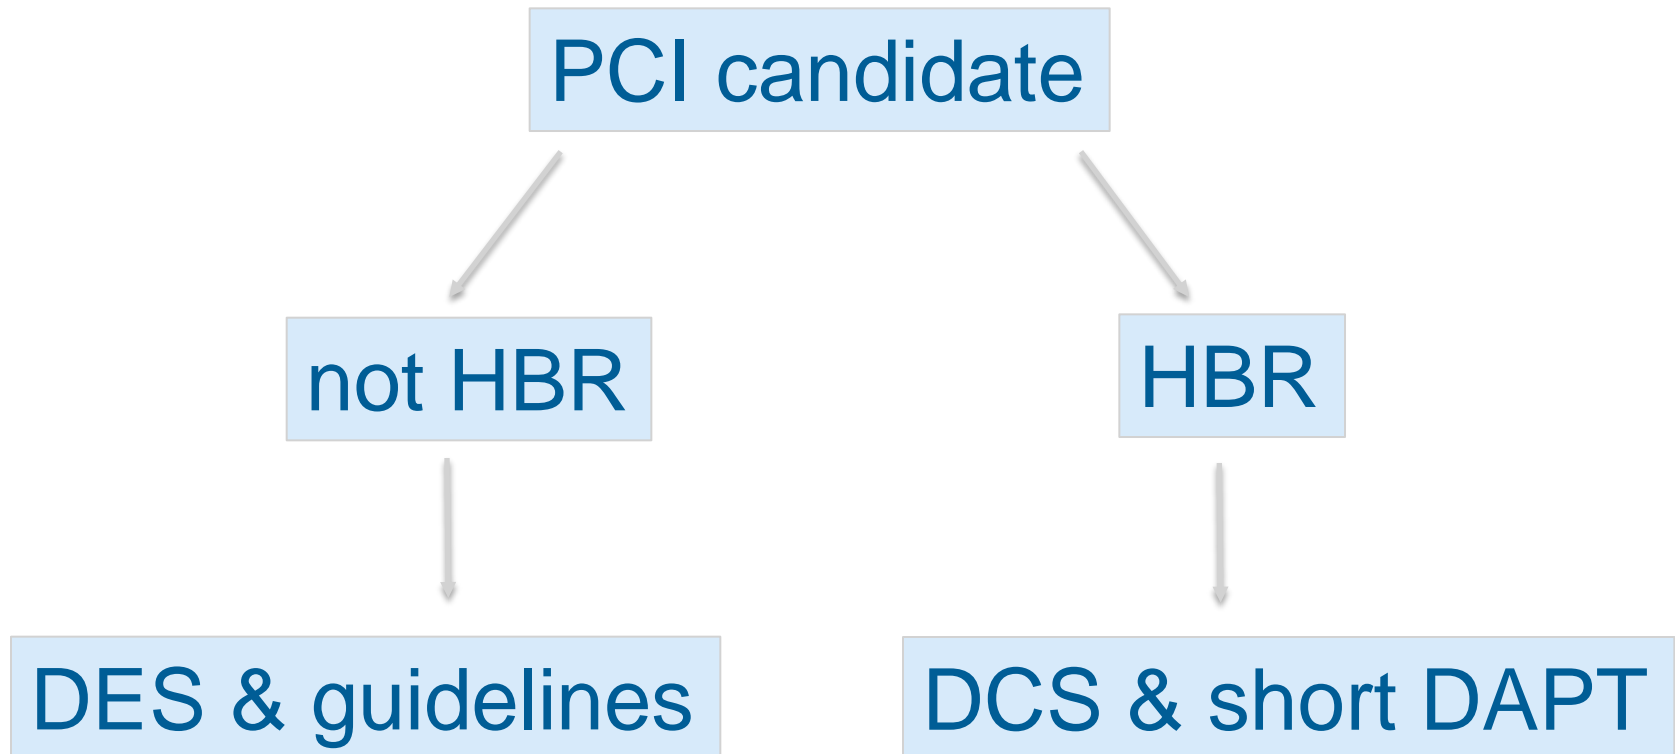 PCI candidate
not HBR
HBR
DES & guidelines
DCS & short DAPT